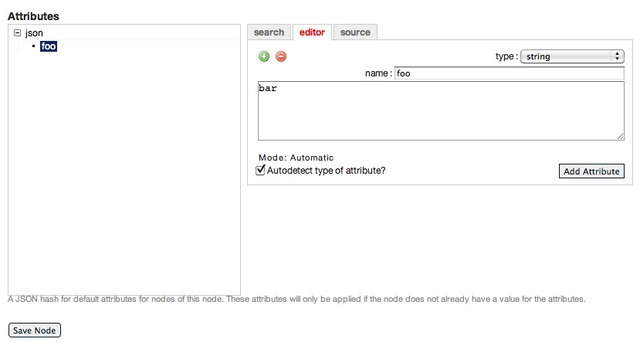 Attributes
json
foo
search editor source
type : string
name : foo
bar
Mode: Automatic
Autodetect type of attribute?
Add Attribute
A JSON hash for default attributes for nodes of this node. These attributes will only be applied if the node does not already have a value for the attributes.
Save Node